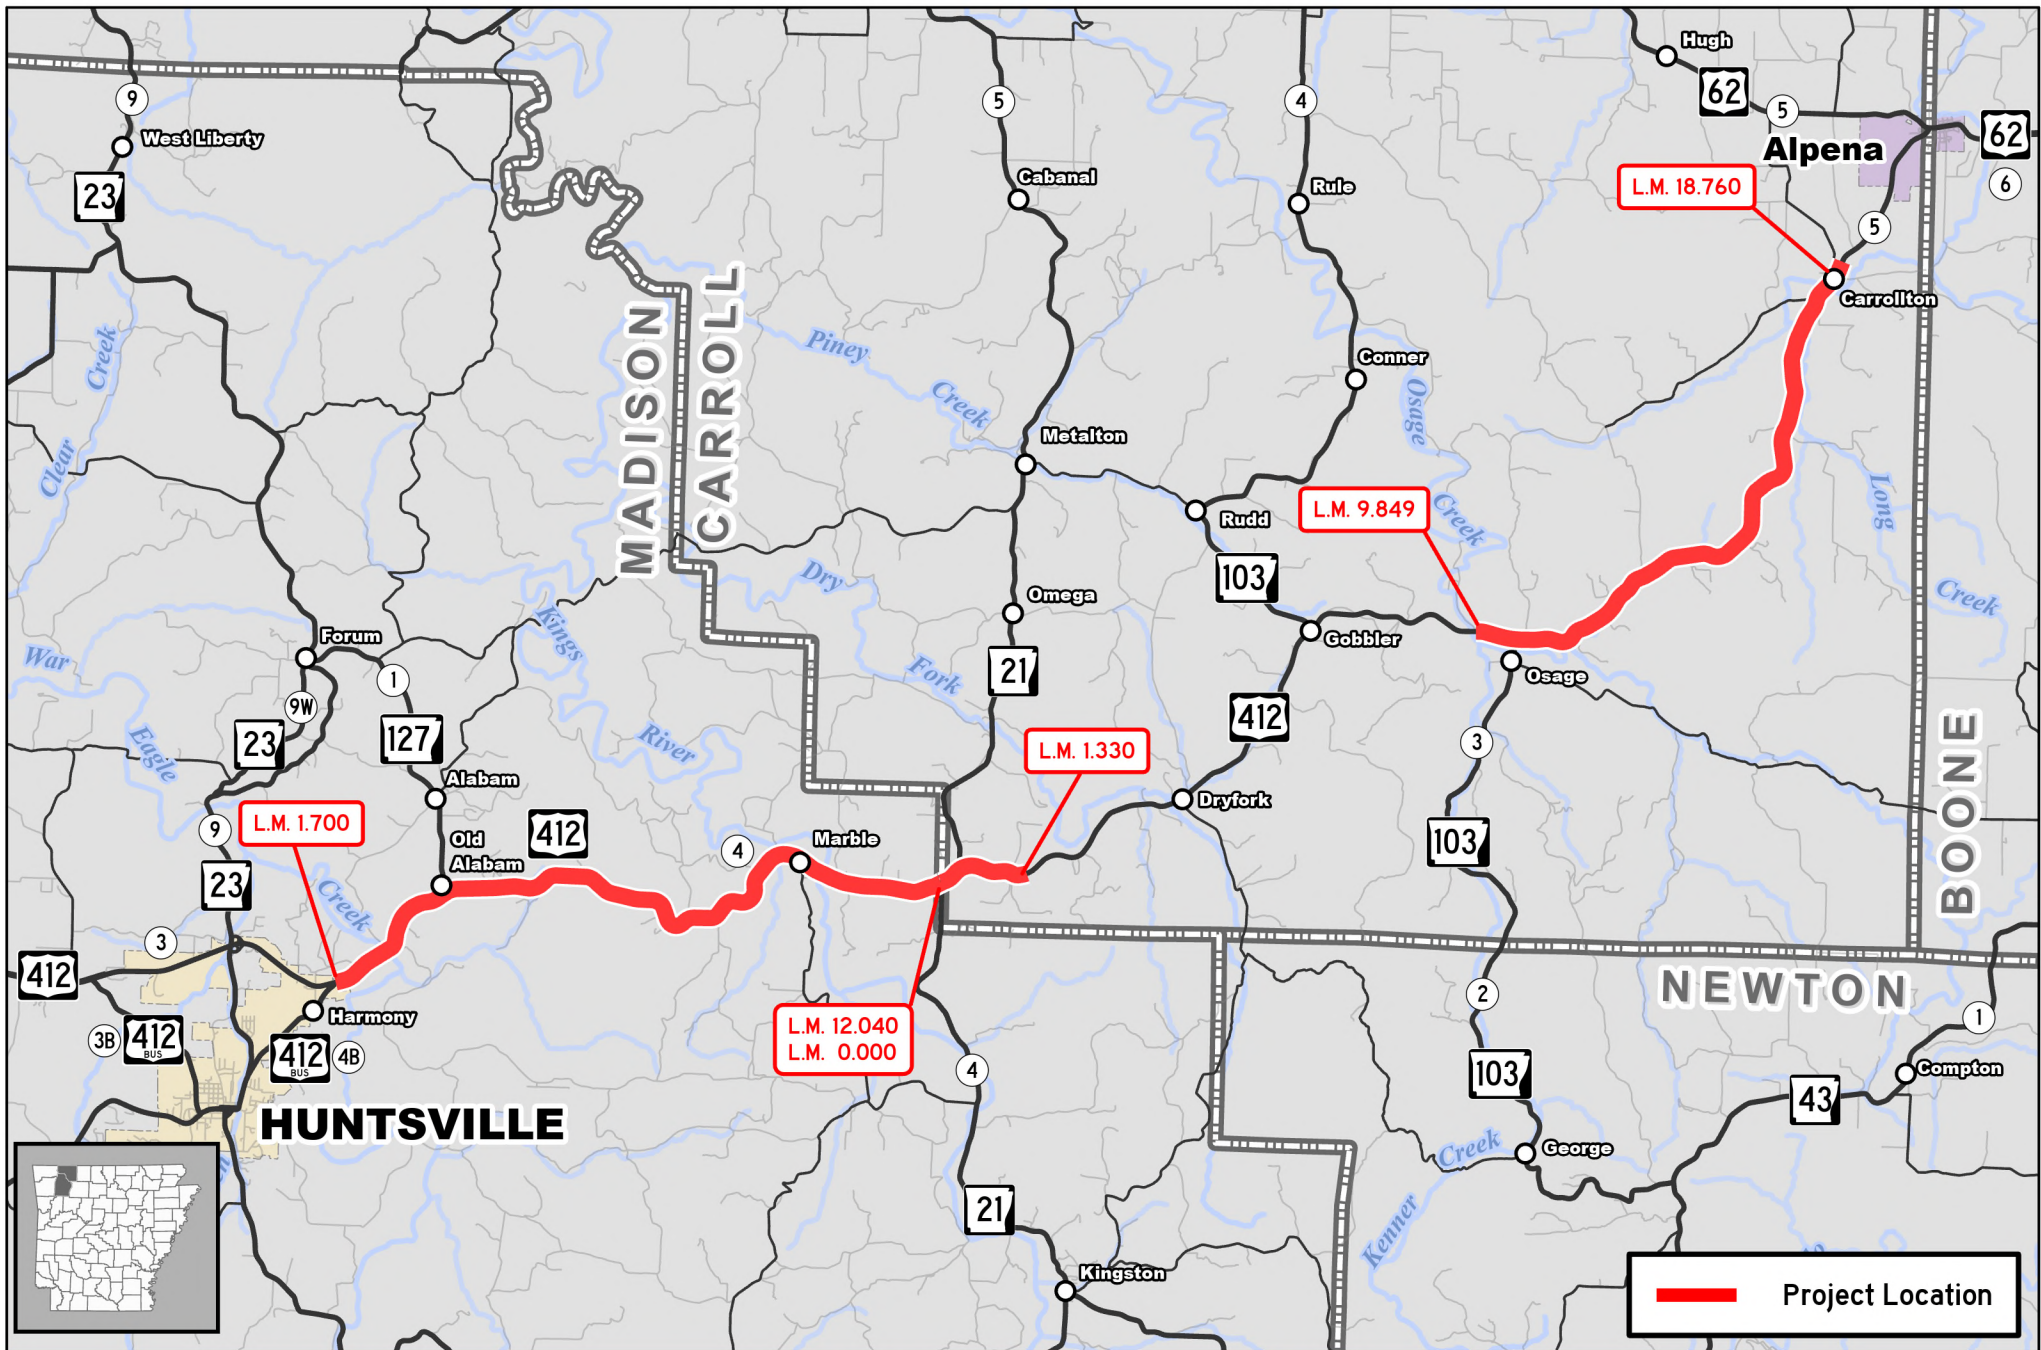 Hugh
62
5
9
5
4
62
West Liberty
Alpena
Cabanal
Rule
L.M. 18.760
6
23
5
Carrollton
MADISON
CARROLL
Piney
Creek
Conner
Osage
Creek
Clear
Creek
Metalton
L.M. 9.849
Rudd
Long
Creek
103
Dry
Fork
Omega
Kings
River
Forum
Gobbler
War
Eagle
Creek
1
21
Osage
9W
412
23
127
3
L.M. 1.330
BOONE
Alabam
Dryfork
L.M. 1.700
9
Old
Alabam
412
4
Marble
103
23
3
412
NEWTON
2
Harmony
L.M. 12.040
L.M. 0.000
1
3B
412
BUS
412
BUS
4B
4
103
Compton
43
HUNTSVILLE
George
Creek
Kenner
21
Kingston
Project Location